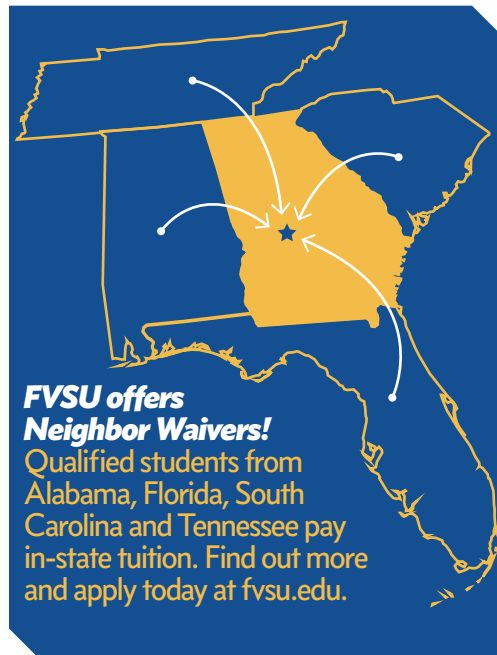 FVSU offers
Neighbor Waivers!
Qualified students from
Alabama, Florida, South
Carolina and Tennessee pay
in-state tuition. Find out more
and apply today at fvsu.edu.